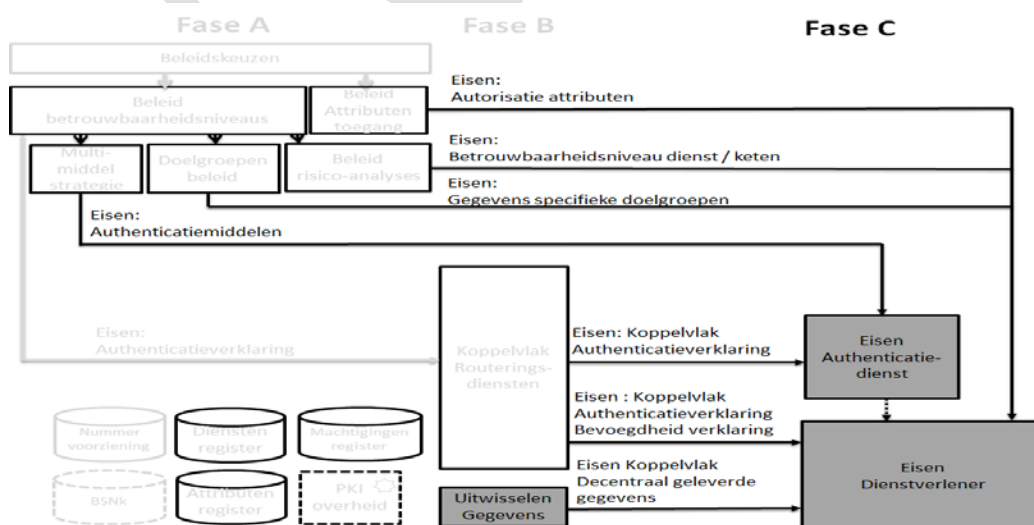 Fase A
Fase B
Fase C
Beleidskeuzen
Beleid
betrouwbaarheidsniveaus
Beleid
Attributen
toegang
Eisen:
Autorisatie attributen
Multi-
middel
strategie
Doelgroepen
beleid
Beleid
risico-analyses
Eisen:
Betrouwbaarheidsniveau dienst / keten
Eisen:
Gegevens specifieke doelgroepen
Eisen:
Authenticatiemiddelen
Eisen:
Authenticatieverklaring
Koppelvlak
Routerings-
diensten
Eisen: Koppelvlak
Authenticatieverklaring
Eisen
Authenticatie-
dienst
Eisen : Koppelvlak
Authenticatieverklaring
Bevoegdheid verklaring
Nummer
voorziening
Diensten
register
Machtigingen
register
BSNk
Attributen
register
PKI
overheid
Uitwisselen
Gegevens
Eisen Koppelvlak
Decentraal geleverde
gegevens
Eisen
Dienstverlener